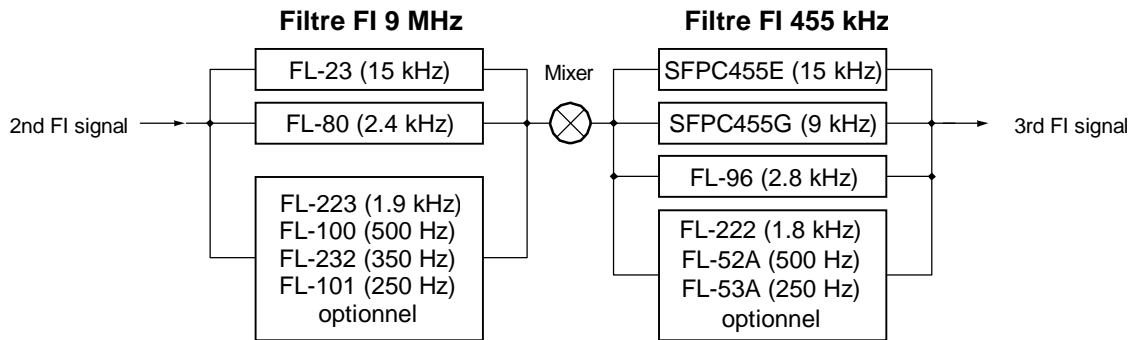 Filtre FI 9 MHz
Filtre FI 455 kHz
FL-23 (15 kHz)
Mixer
SFPC455E (15 kHz)
2nd FI signal
FL-80 (2.4 kHz)
SFPC455G (9 kHz)
3rd FI signal
FL-96 (2.8 kHz)
FL-223 (1.9 kHz)
FL-100 (500 Hz)
FL-232 (350 Hz)
FL-101 (250 Hz)
optionnel
FL-222 (1.8 kHz)
FL-52A (500 Hz)
FL-53A (250 Hz)
optionnel